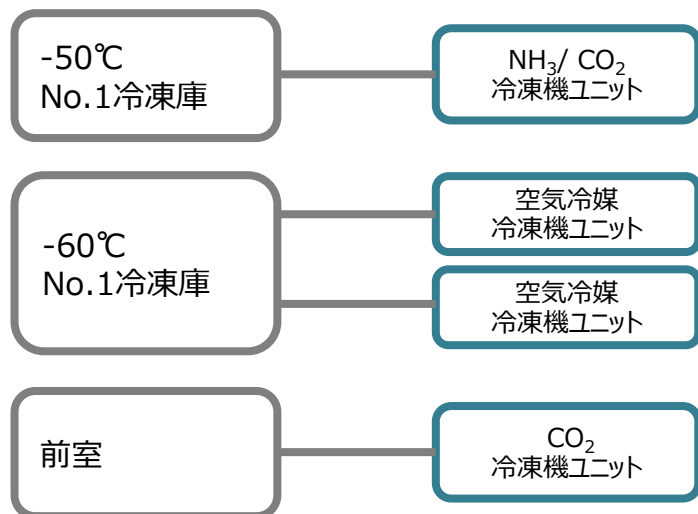 -50℃
No.1冷凍庫
NH₃/ CO₂
冷凍機ユニット
-60℃
No.1冷凍庫
空気冷媒
冷凍機ユニット
空気冷媒
冷凍機ユニット
前室
CO₂
冷凍機ユニット